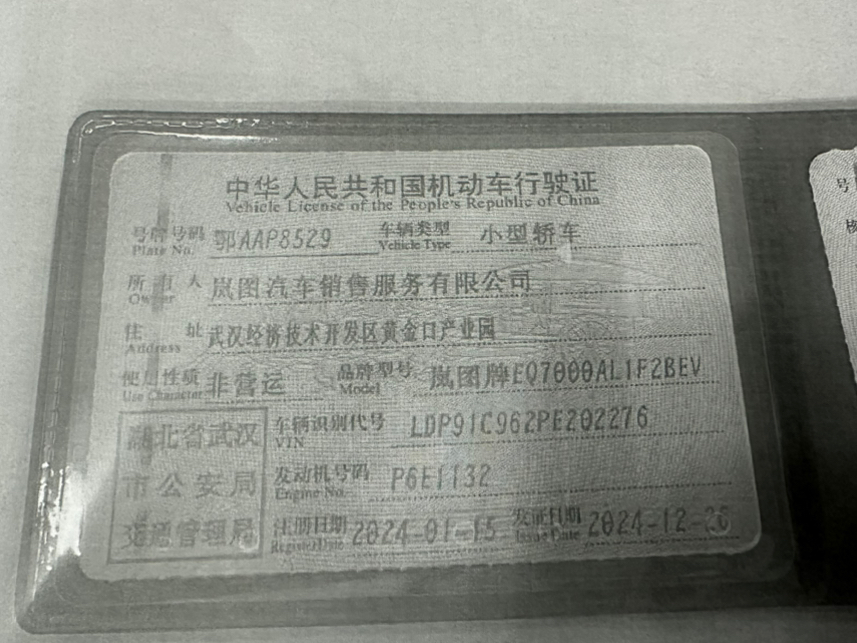 中华人民共和国机动车行驶证
Vehicle License of the People's Republic of China
号牌号码 鄂AAP8529 车辆类型 小型轿车
Plate No. Vehicle Type
所有人 岚图汽车销售服务有限公司
Owner
住址 武汉经济技术开发区黄金口产业园
Address
使用性质 非营运 品牌型号 岚图牌EQ7000AL1F2BEV
Use Character Model
湖北省武汉
市公安局
交通管理局
车辆识别代号 LDP91C962PE202276
VIN
发动机号码 P6E1132
Engine No.
注册日期 2024-01-15 发证日期 2024-12-26
Register Date Issue Date
号
核